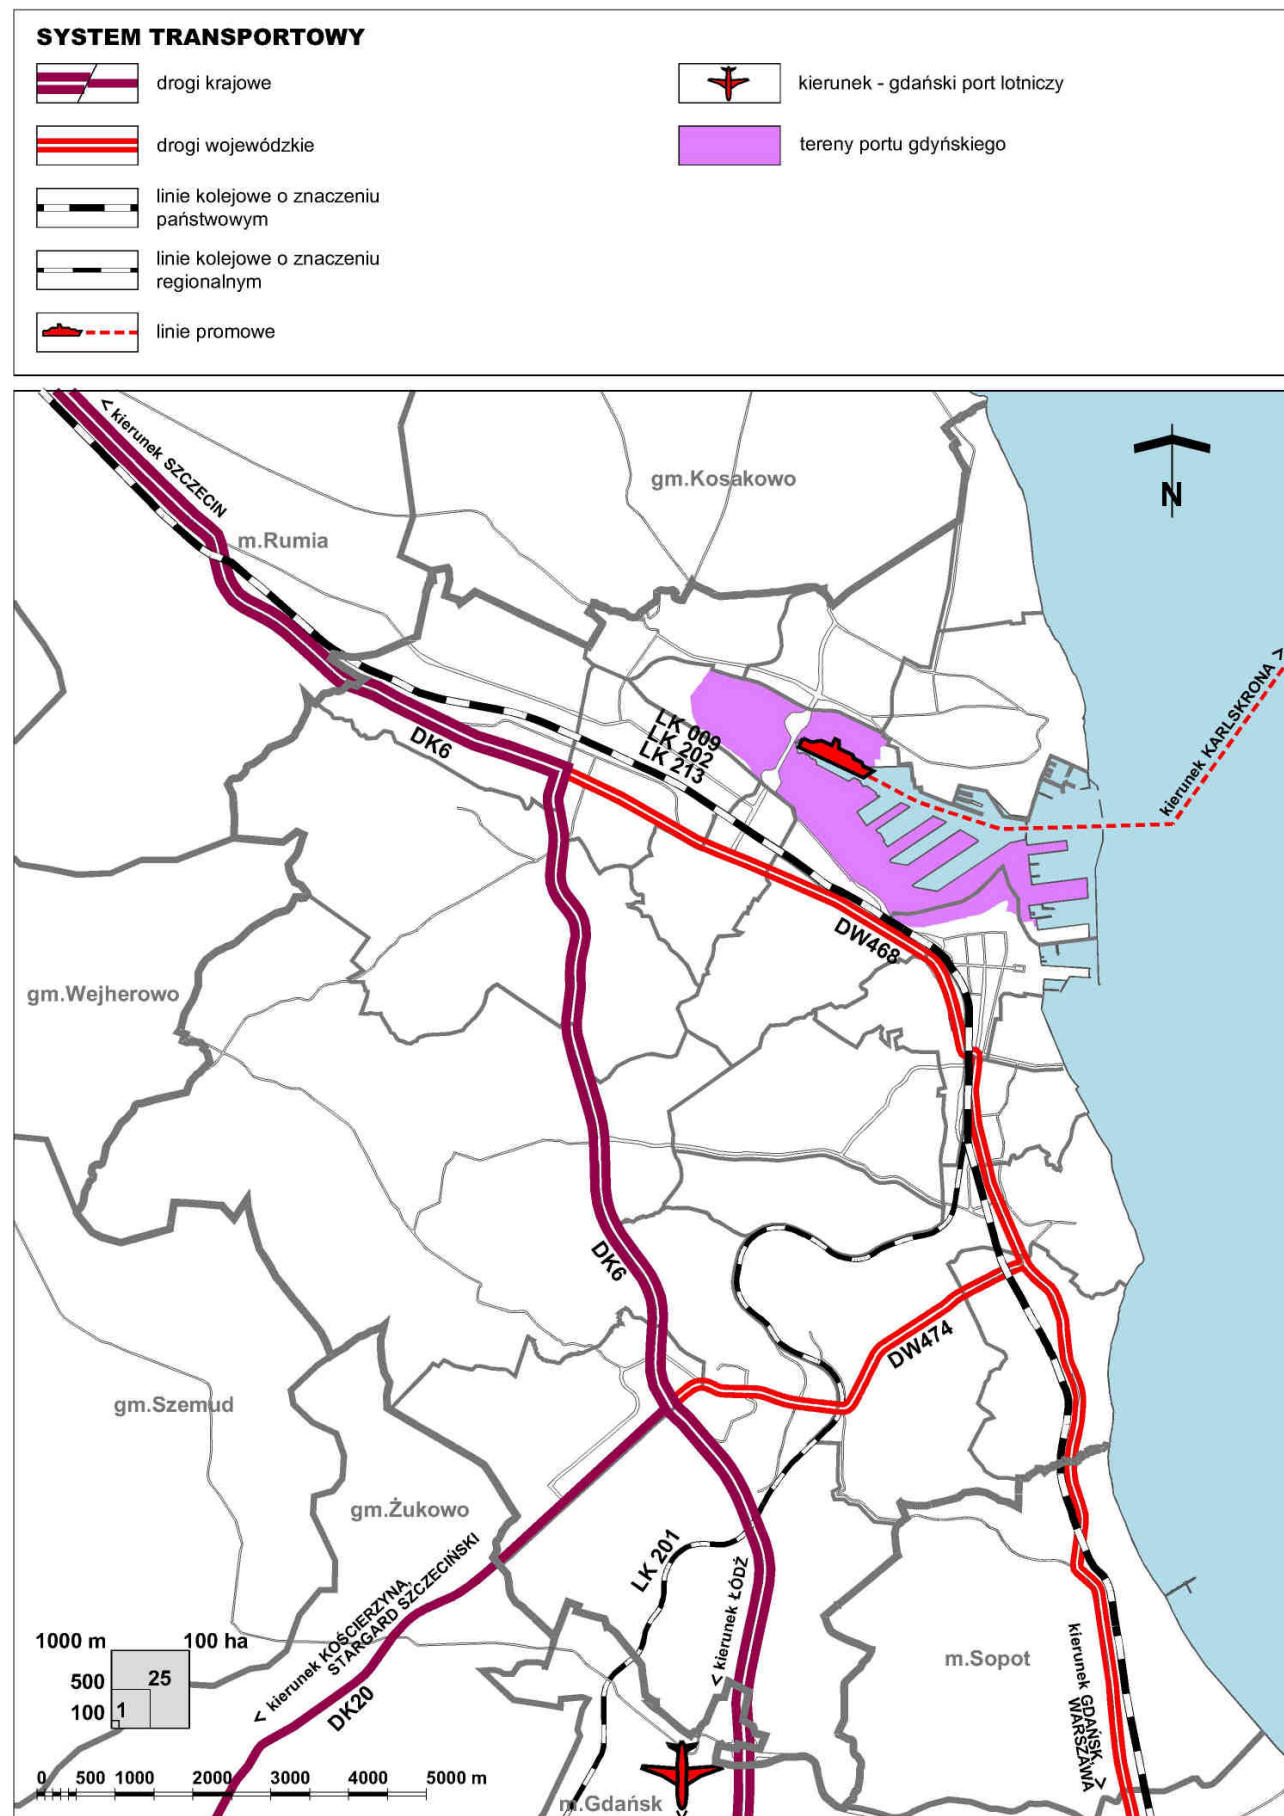 SYSTEM TRANSPORTOWY
drogi krajowe
drogi wojewódzkie
linie kolejowe o znaczeniu
państwowym
linie kolejowe o znaczeniu
regionalnym
linie promowe
kierunek - gdański port lotniczy
tereny portu gdyńskiego
< kierunek SZCZECIN
gm.Kosakowo
N
m.Rumia
kierunek KARLSKRONA >
LK 009
LK 202
LK 213
DK6
DW468
gm.Wejherowo
DK6
DW474
gm.Szemud
gm.Żukowo
LK 201
< kierunek KOŚCIERZYNA,
STARGARD SZCZECIŃSKI
DK20
< kierunek ŁÓDŹ
m.Sopot
kierunek GDAŃSK,
WARSZAWA >
1000 m
100 ha
500
25
100
1
0 500 1000 2000 3000 4000 5000 m
m.Gdańsk